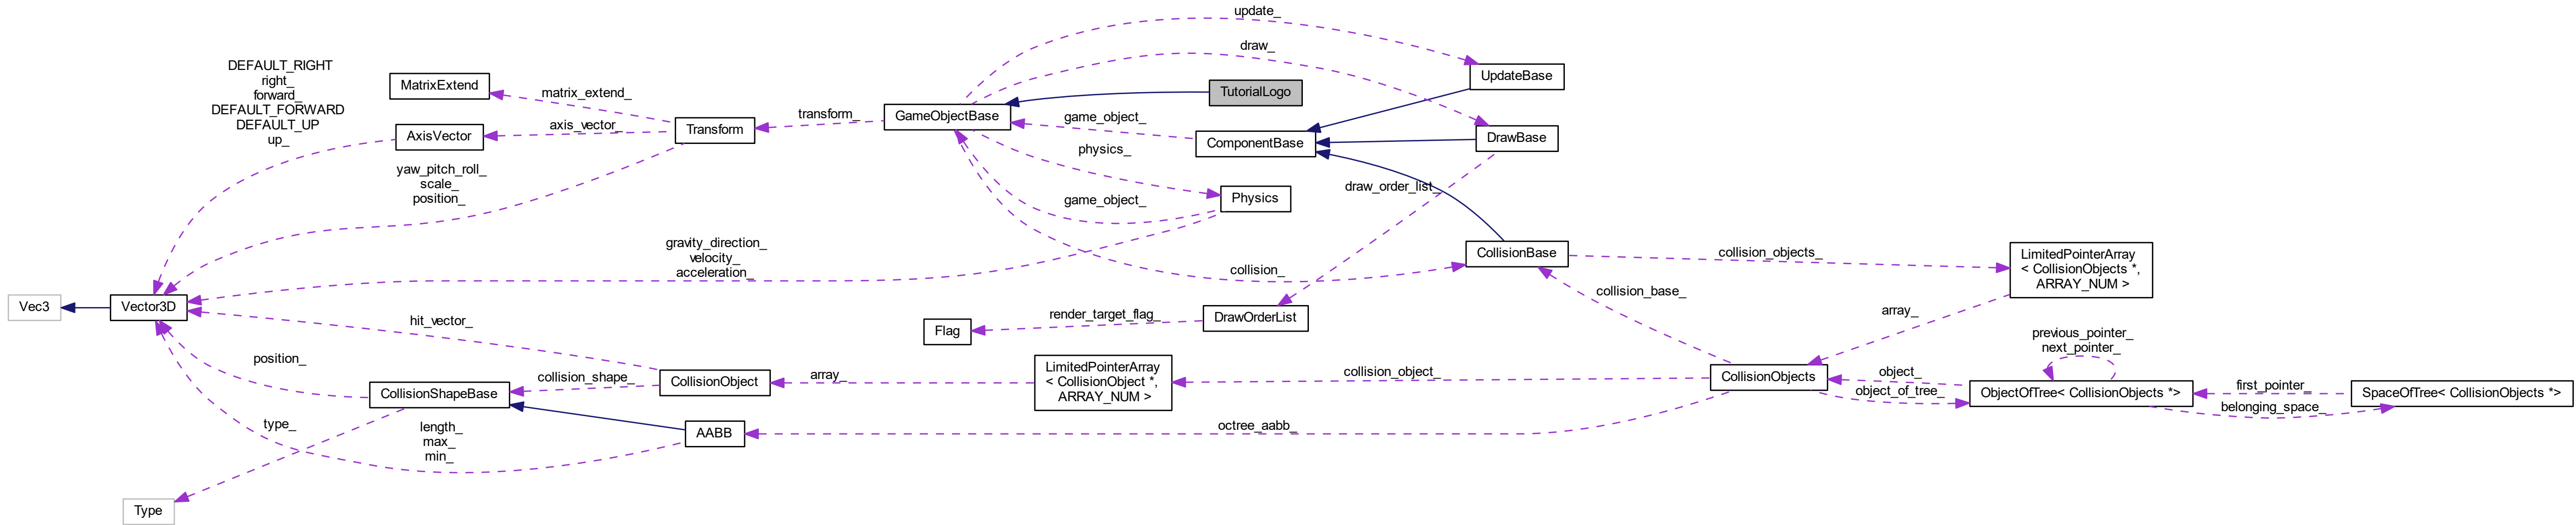 update_
DEFAULT_RIGHT
right_
forward_
DEFAULT_FORWARD
DEFAULT_UP
up_
MatrixExtend
matrix_extend_
AxisVector
axis_vector_
Transform
transform_
GameObjectBase
draw_
TutorialLogo
UpdateBase
game_object_
ComponentBase
DrawBase
physics_
yaw_pitch_roll_
scale_
position_
game_object_
Physics
draw_order_list_
gravity_direction_
velocity_
acceleration_
collision_
CollisionBase
collision_objects_
LimitedPointerArray
< CollisionObjects *,
ARRAY_NUM >
Vec3
Vector3D
hit_vector_
Flag
render_target_flag_
DrawOrderList
collision_base_
array_
position_
CollisionShapeBase
collision_shape_
CollisionObject
array_
LimitedPointerArray
< CollisionObject *,
ARRAY_NUM >
collision_object_
CollisionObjects
object_
object_of_tree_
previous_pointer_
next_pointer_
ObjectOfTree< CollisionObjects *>
first_pointer_
belonging_space_
SpaceOfTree< CollisionObjects *>
type_
length_
max_
min_
AABB
octree_aabb_
Type